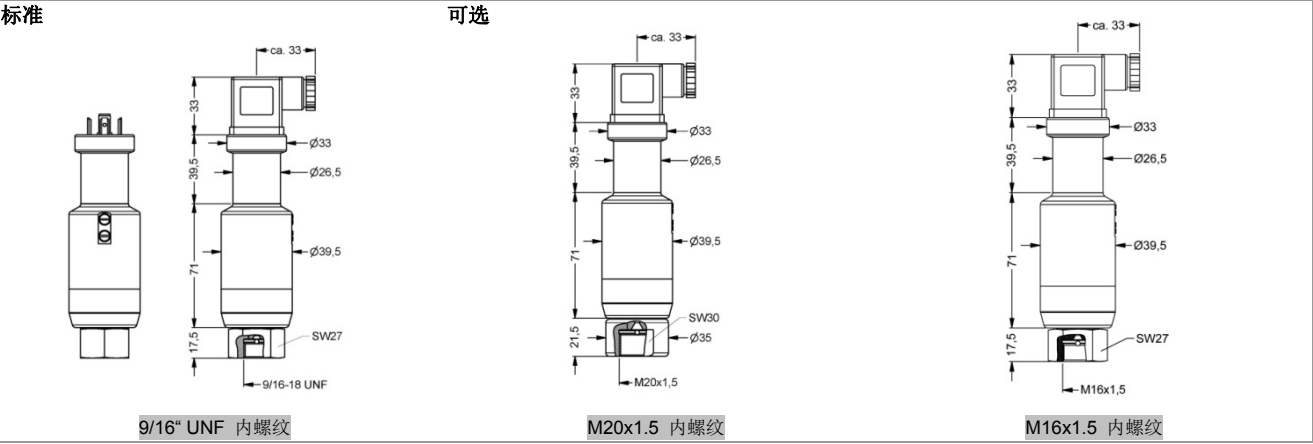 标准
可选
ca. 33
33
Ø33
39,5
Ø26,5
71
Ø39,5
17,5
SW27
9/16-18 UNF
9/16“ UNF 内螺纹
ca. 33
33
Ø33
39,5
Ø26,5
71
Ø39,5
SW30
21,5
Ø35
M20x1,5
M20x1.5 内螺纹
ca. 33
33
Ø33
39,5
Ø26,5
71
Ø39,5
17,5
SW27
M16x1,5
M16x1.5 内螺纹